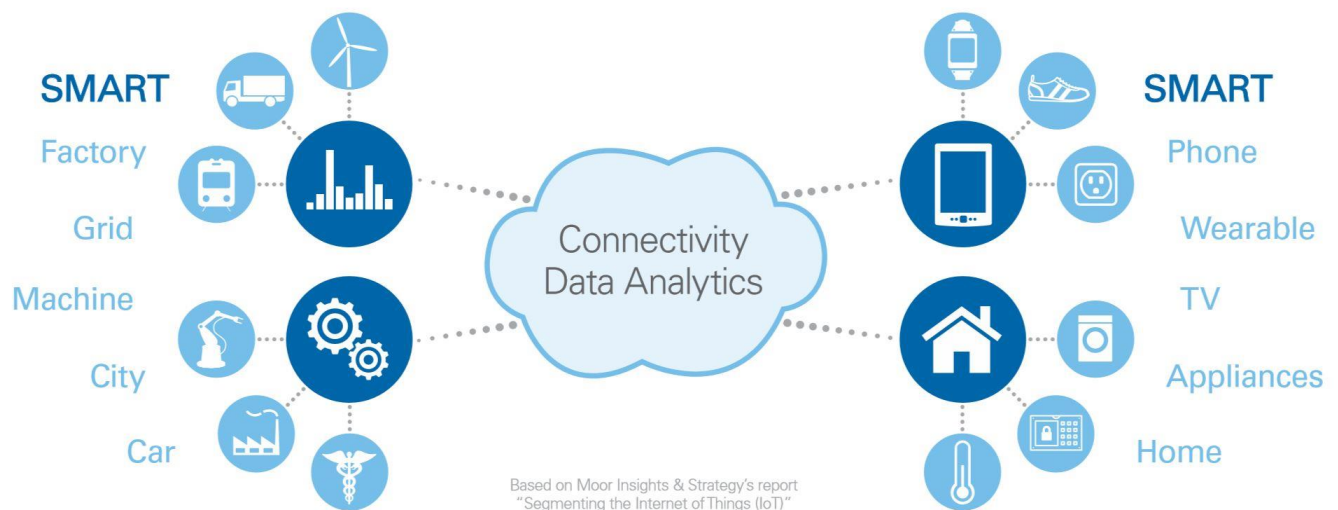 SMART
Factory
Grid
Machine
City
Car
Connectivity
Data Analytics
SMART
Phone
Wearable
TV
Appliances
Home
Based on Moor Insights & Strategy's report
"Segmenting the Internet of Things (IoT)"